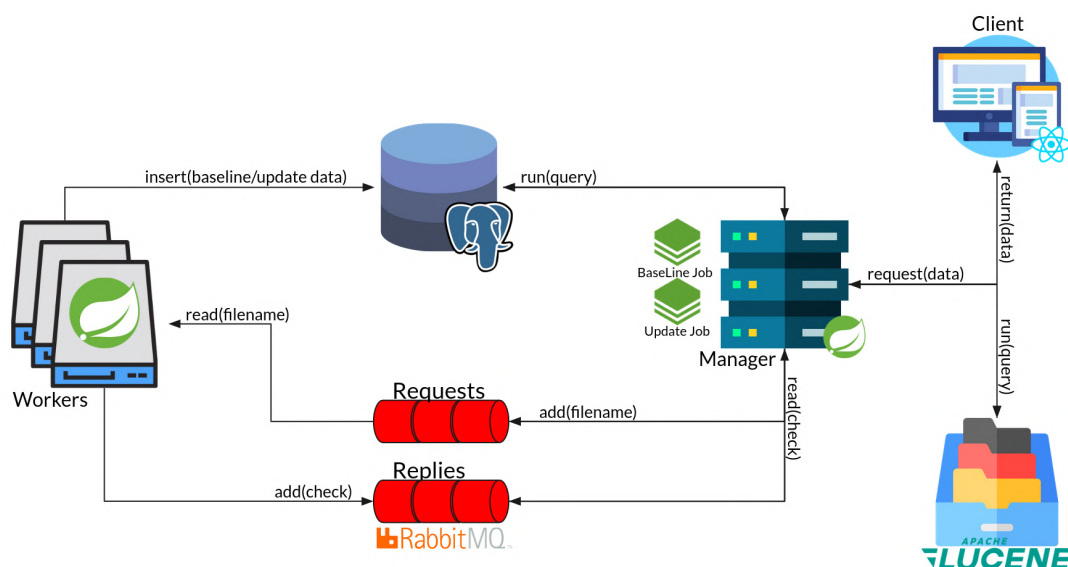 Client
insert(baseline/update data)
run(query)
return(data)
BaseLine Job
request(data)
read(filename)
Update Job
Manager
run(query)
Workers
Requests
add(filename)
read(check)
Replies
add(check)
RabbitMQ
APACHE
LUCENE